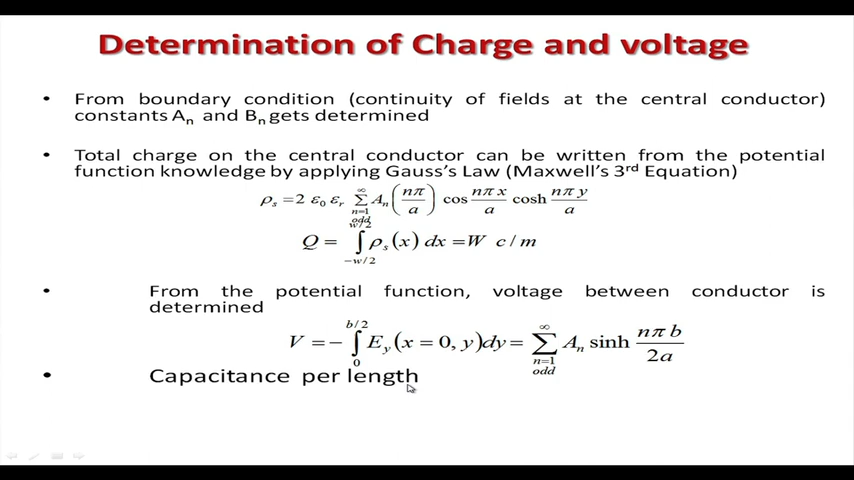 Determination of Charge and voltage
• From boundary condition (continuity of fields at the central conductor)
constants Aₙ and Bₙ gets determined
• Total charge on the central conductor can be written from the potential
function knowledge by applying Gauss's Law (Maxwell's 3ʳᵈ Equation)
ρₛ = 2 ε₀ εᵣ ∑_{n=1 odd}^{∞} Aₙ (nπ/a) cos nπx/a cosh nπy/a
Q = ∫_{−w/2}^{w/2} ρₛ(x) dx = W c/m
• From the potential function, voltage between conductor is
determined
V = − ∫_{0}^{b/2} E_y(x = 0, y)dy = ∑_{n=1 odd}^{∞} Aₙ sinh nπb/2a
• Capacitance per length